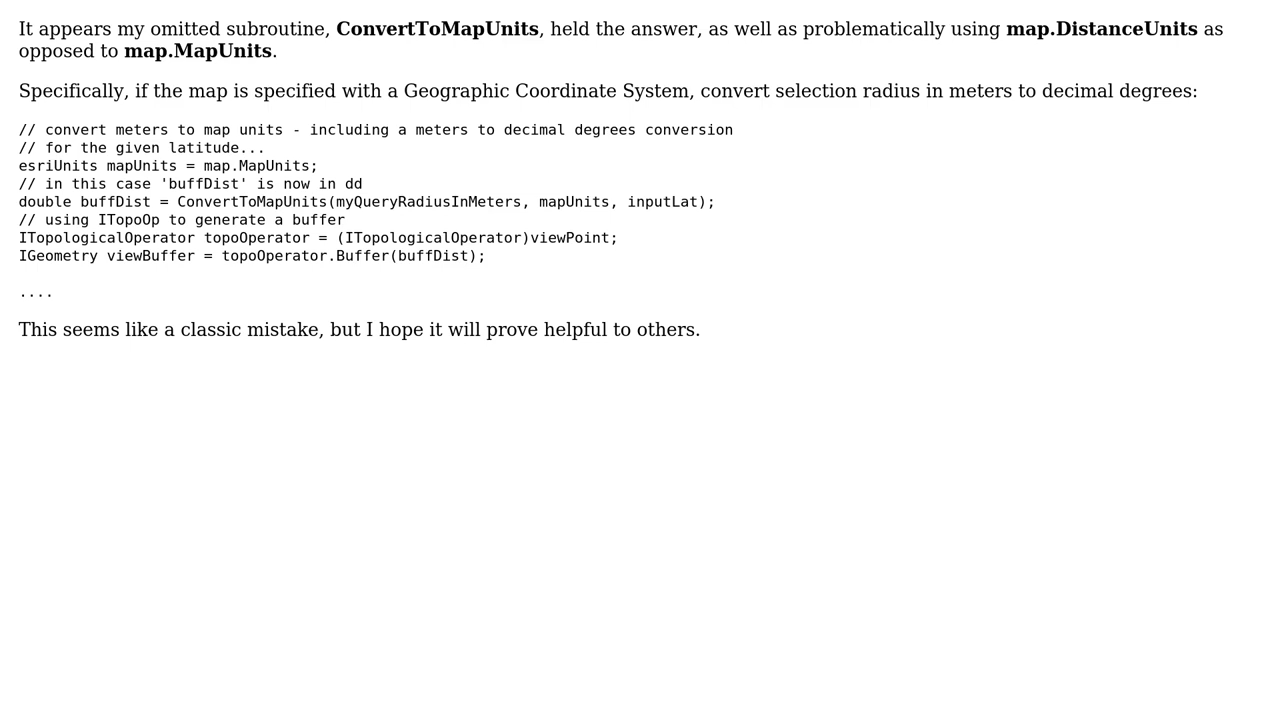 It appears my omitted subroutine, ConvertToMapUnits, held the answer, as well as problematically using map.DistanceUnits as
opposed to map.MapUnits.
Specifically, if the map is specified with a Geographic Coordinate System, convert selection radius in meters to decimal degrees:
// convert meters to map units - including a meters to decimal degrees conversion
// for the given latitude...
esriUnits mapUnits = map.MapUnits;
// in this case 'buffDist' is now in dd
double buffDist = ConvertToMapUnits(myQueryRadiusInMeters, mapUnits, inputLat);
// using ITopoOp to generate a buffer
ITopologicalOperator topoOperator = (ITopologicalOperator)viewPoint;
IGeometry viewBuffer = topoOperator.Buffer(buffDist);
....
This seems like a classic mistake, but I hope it will prove helpful to others.